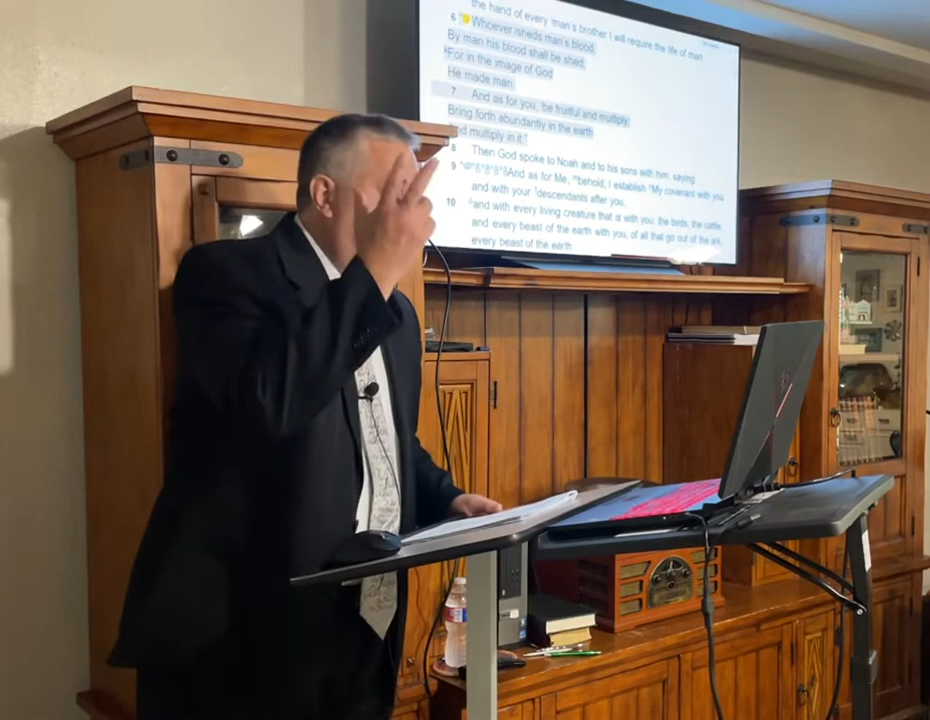 the hand of every man's brother I will require the life of man
6 Whoever sheds man's blood,
By man his blood shall be shed;
For in the image of God
He made man
7 And as for you, be fruitful and multiply;
Bring forth abundantly in the earth
and multiply in it."
8 Then God spoke to Noah and to his sons with him, saying
9 "And as for Me, behold, I establish My covenant with you
and with your descendants after you,
10 and with every living creature that is with you: the birds, the cattle,
and every beast of the earth with you, of all that go out of the ark,
every beast of the earth